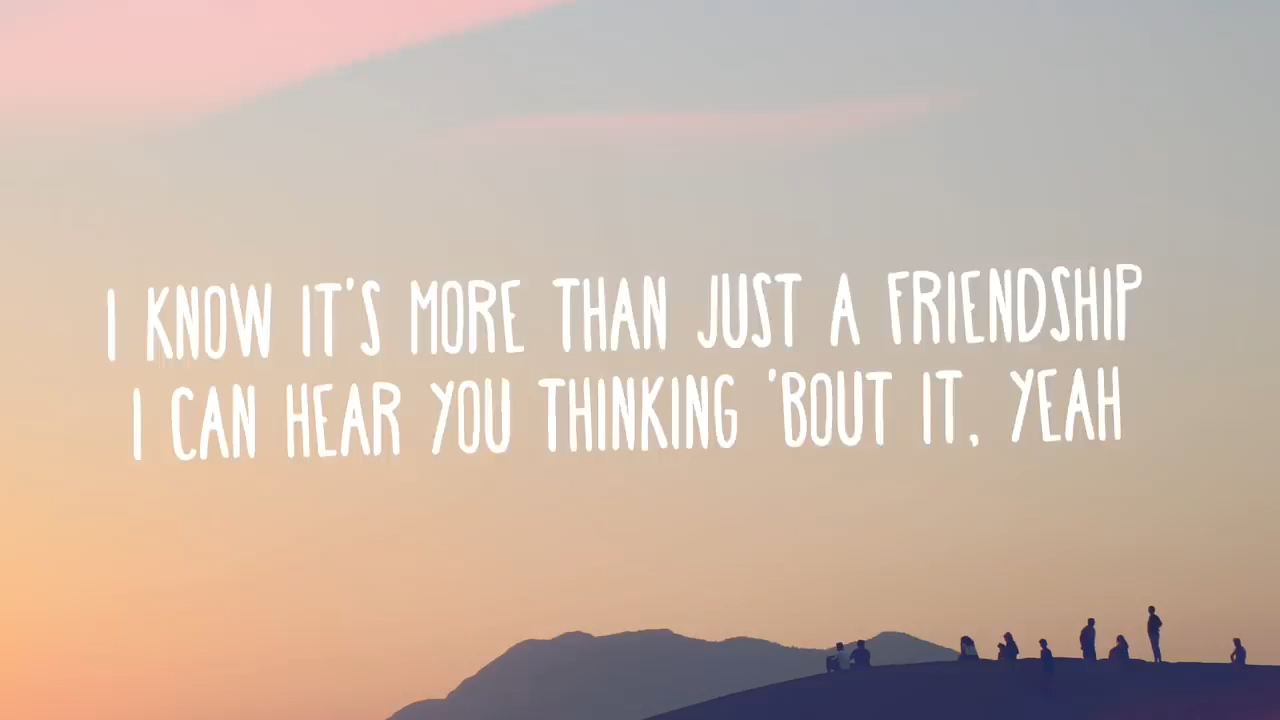 I KNOW IT'S MORE THAN JUST A FRIENDSHIP
I CAN HEAR YOU THINKING 'BOUT IT, YEAH